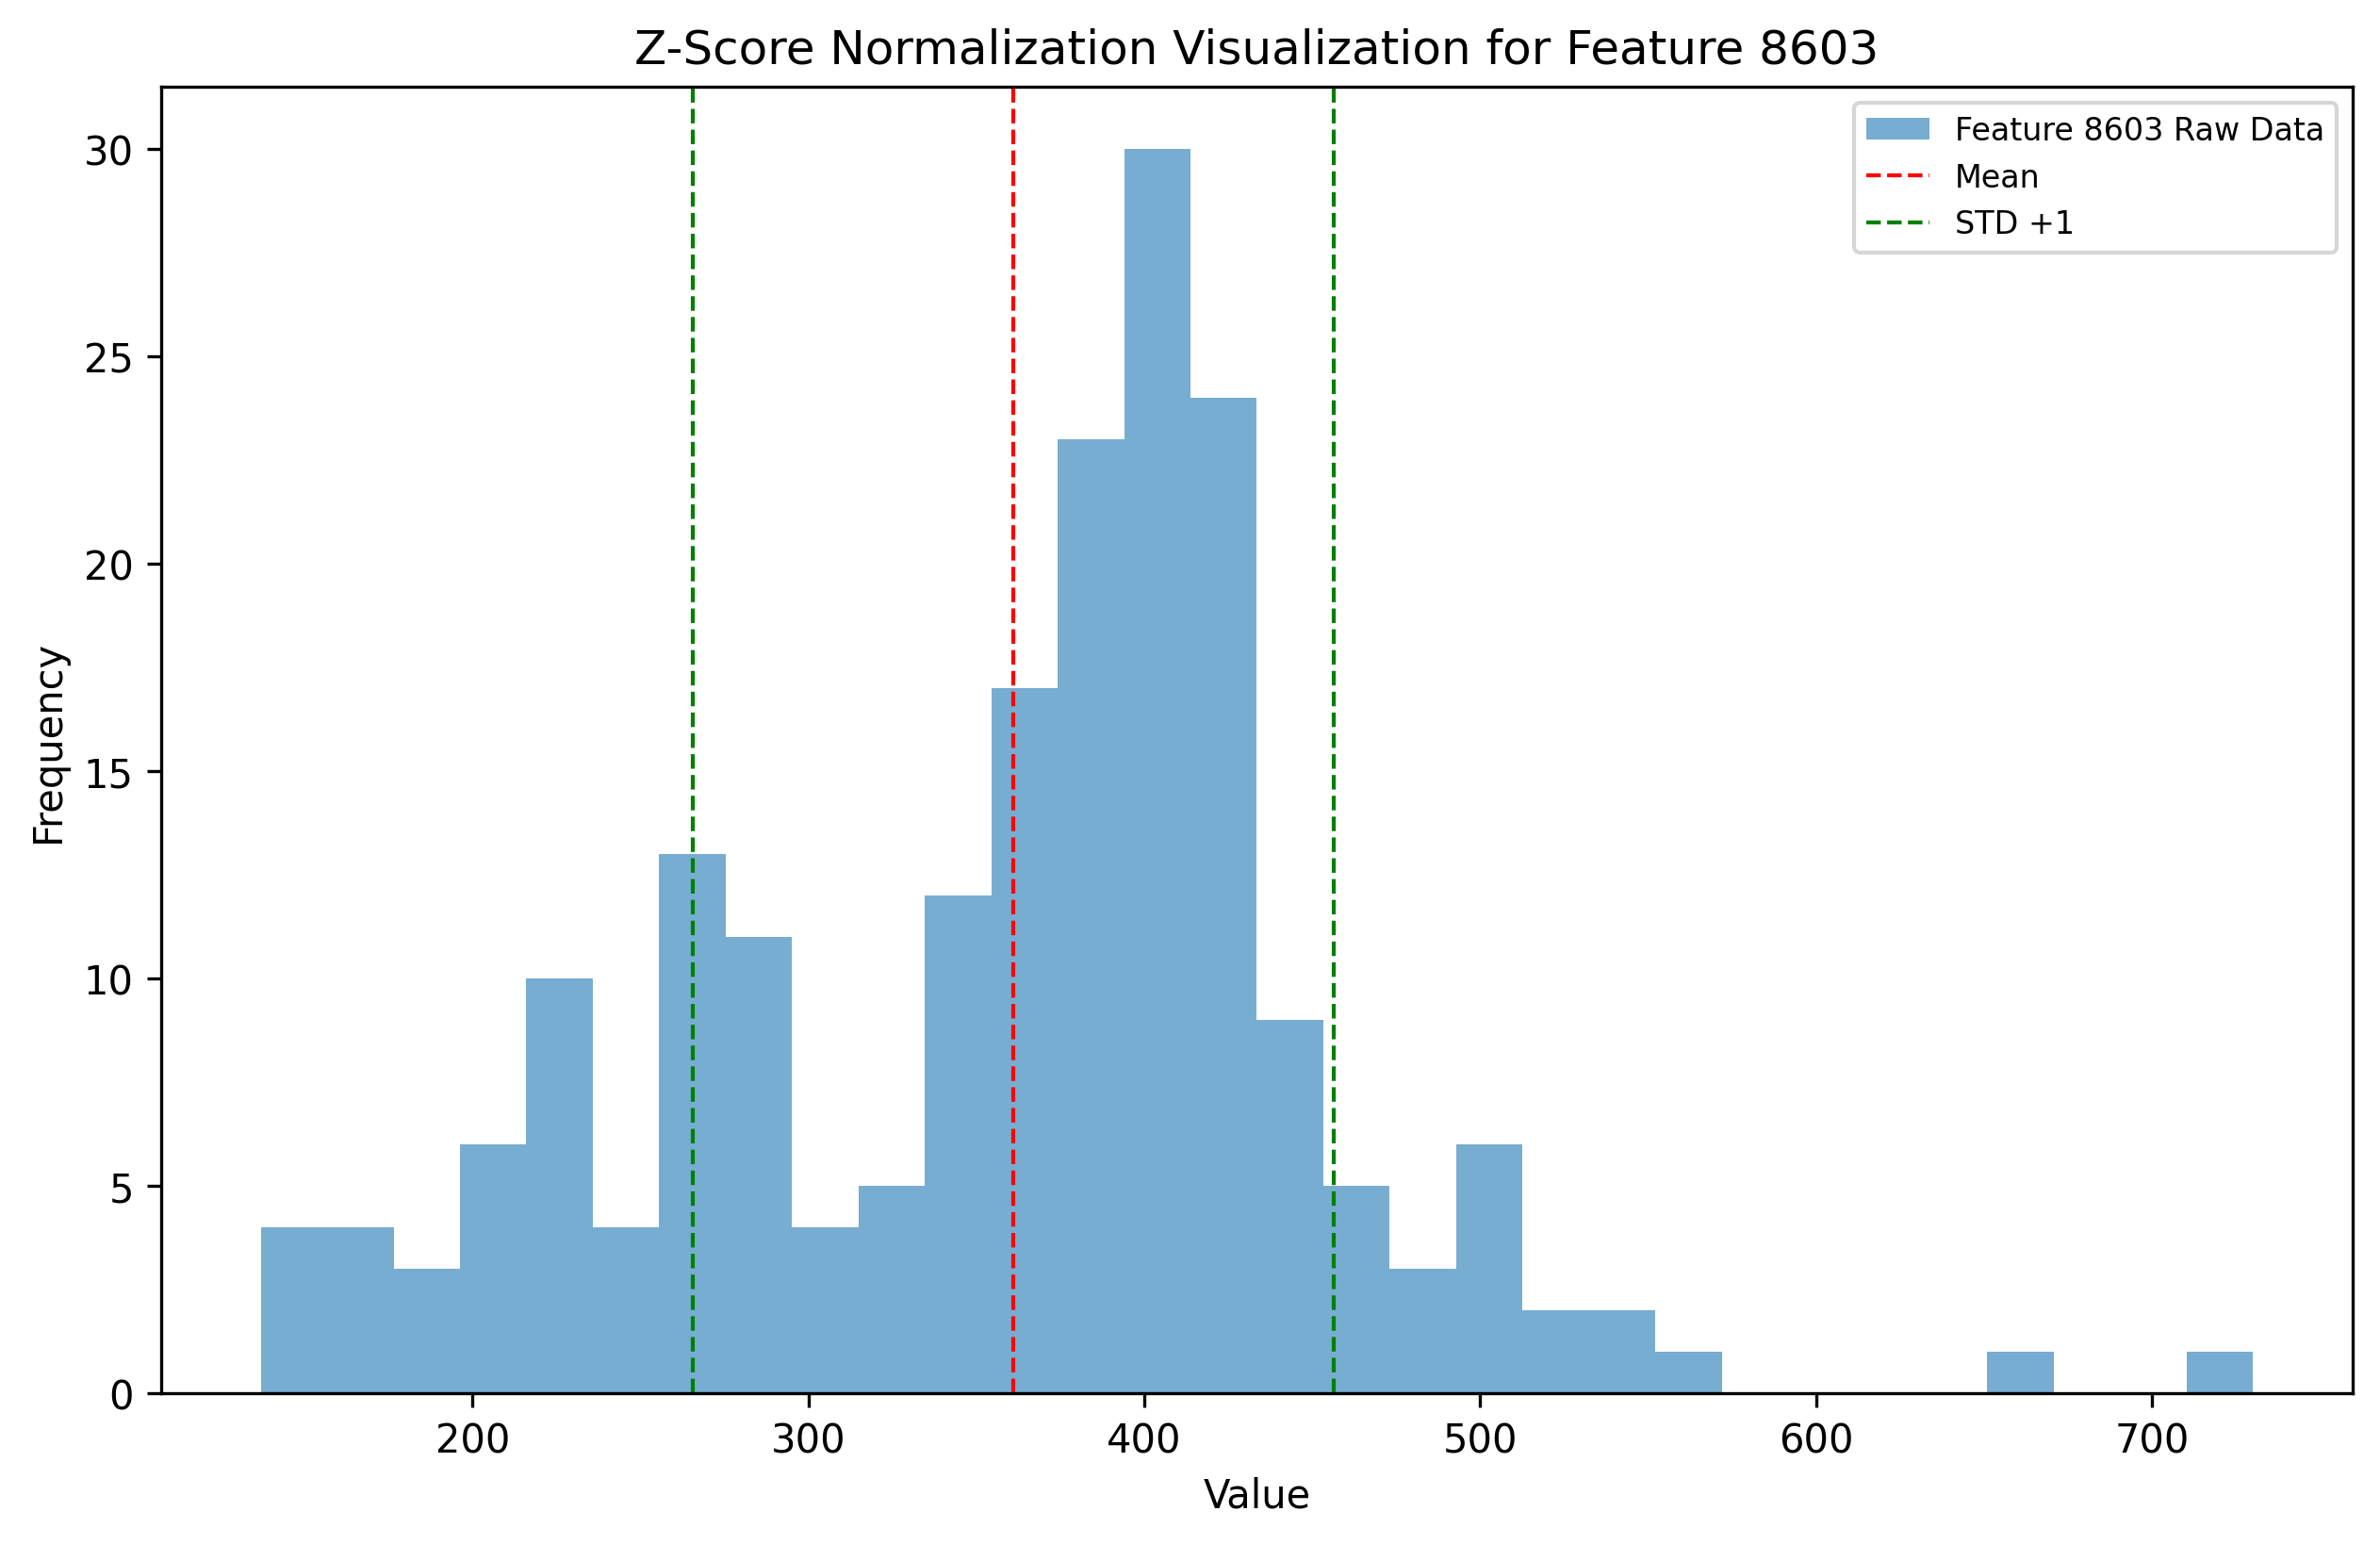 Z-Score Normalization Visualization for Feature 8603
Feature 8603 Raw Data
Mean
STD +1
30
25
20
15
10
5
0
Frequency
200 300 400 500 600 700
Value